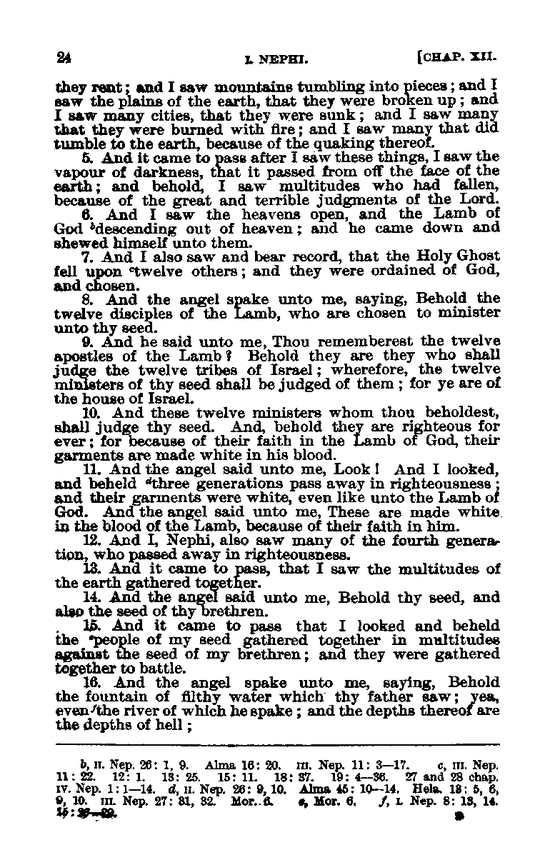 24 I. NEPHI. [CHAP. XII.
they rent; and I saw mountains tumbling into pieces; and I
saw the plains of the earth, that they were broken up; and
I saw many cities, that they were sunk; and I saw many
that they were burned with fire; and I saw many that did
tumble to the earth, because of the quaking thereof.
5. And it came to pass after I saw these things, I saw the
vapour of darkness, that it passed from off the face of the
earth; and behold, I saw multitudes who had fallen,
because of the great and terrible judgments of the Lord.
6. And I saw the heavens open, and the Lamb of
God ᵇdescending out of heaven; and he came down and
shewed himself unto them.
7. And I also saw and bear record, that the Holy Ghost
fell upon ᶜtwelve others; and they were ordained of God,
and chosen.
8. And the angel spake unto me, saying, Behold the
twelve disciples of the Lamb, who are chosen to minister
unto thy seed.
9. And he said unto me, Thou rememberest the twelve
apostles of the Lamb? Behold they are they who shall
judge the twelve tribes of Israel; wherefore, the twelve
ministers of thy seed shall be judged of them; for ye are of
the house of Israel.
10. And these twelve ministers whom thou beholdest,
shall judge thy seed. And, behold they are righteous for
ever; for because of their faith in the Lamb of God, their
garments are made white in his blood.
11. And the angel said unto me, Look! And I looked,
and beheld ᵈthree generations pass away in righteousness;
and their garments were white, even like unto the Lamb of
God. And the angel said unto me, These are made white
in the blood of the Lamb, because of their faith in him.
12. And I, Nephi, also saw many of the fourth genera-
tion, who passed away in righteousness.
13. And it came to pass, that I saw the multitudes of
the earth gathered together.
14. And the angel said unto me, Behold thy seed, and
also the seed of thy brethren.
15. And it came to pass that I looked and beheld
the ᵉpeople of my seed gathered together in multitudes
against the seed of my brethren; and they were gathered
together to battle.
16. And the angel spake unto me, saying, Behold
the fountain of filthy water which thy father saw; yea,
even ᶠthe river of which he spake; and the depths thereof are
the depths of hell;
b, II. Nep. 26: 1, 9. Alma 16: 20. III. Nep. 11: 3—17. c, III. Nep.
11: 22. 12: 1. 13: 25. 15: 11. 18: 37. 19: 4—36. 27 and 28 chap.
IV. Nep. 1: 1—14. d, II. Nep. 26: 9, 10. Alma 45: 10—14. Hela. 13: 5, 6,
9, 10. III. Nep. 27: 31, 32. Mor. 6. e, Mor. 6. f, I. Nep. 8: 13, 14.
15: 26—29.